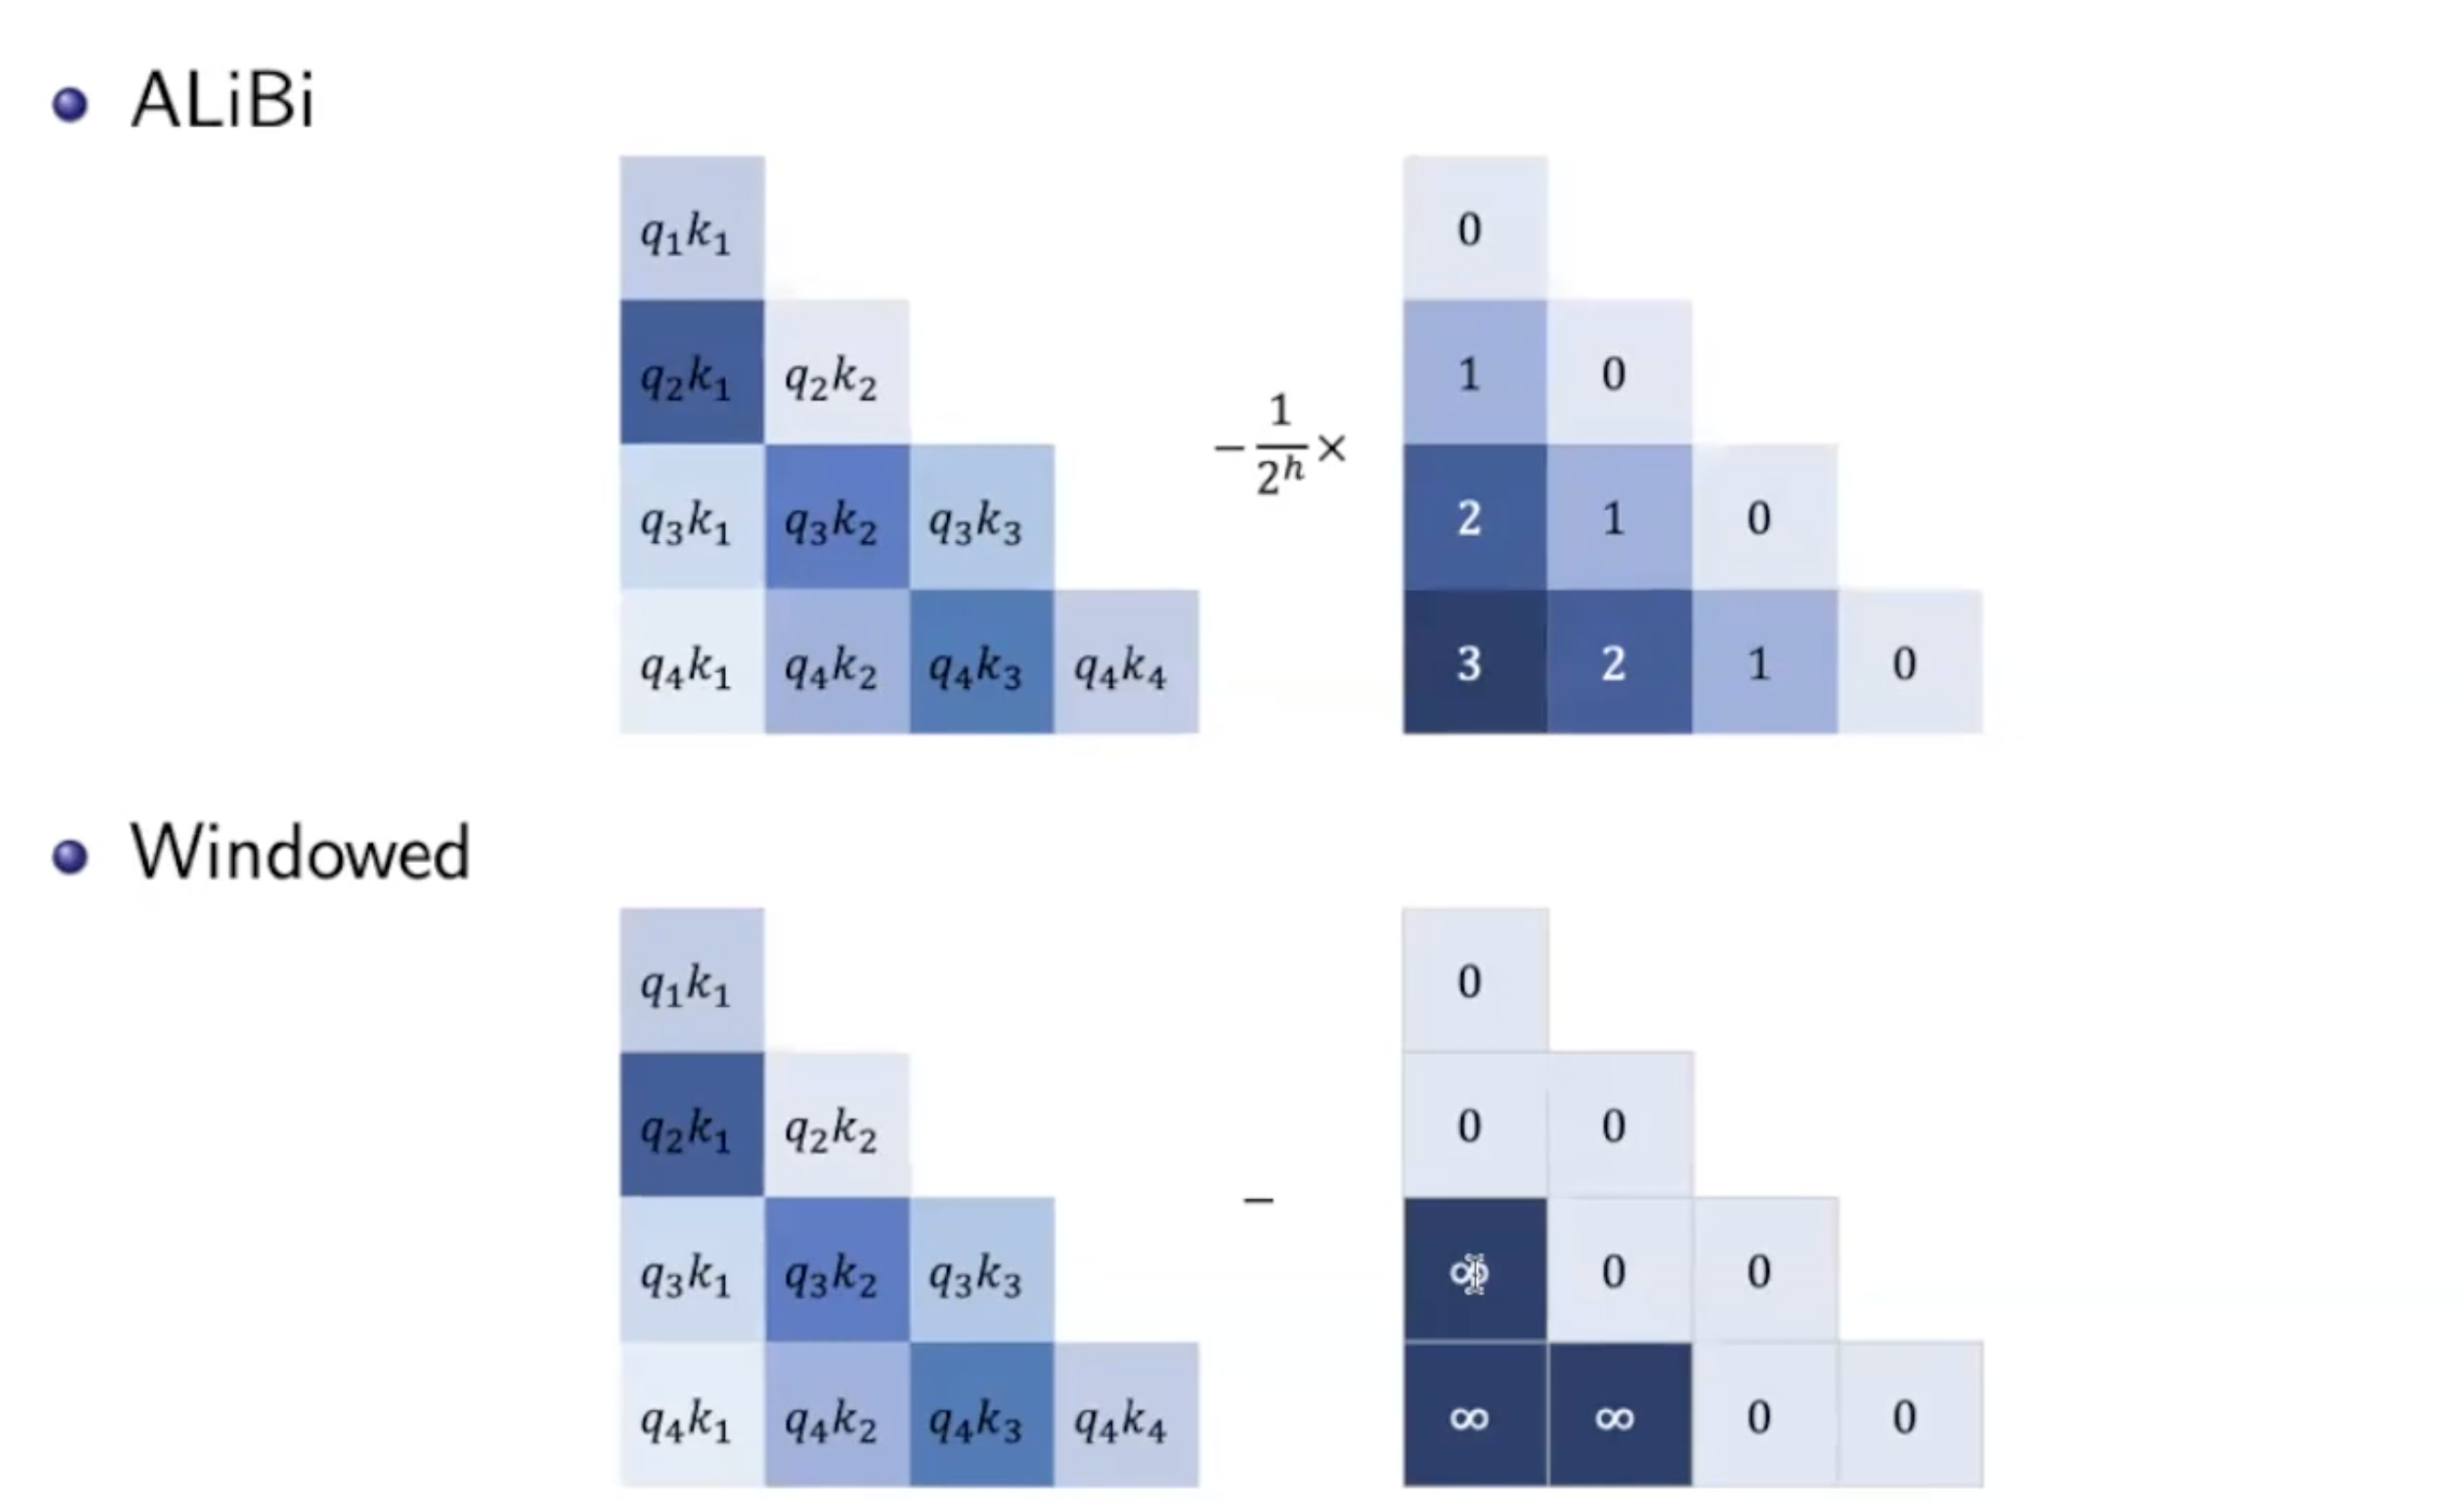 ALiBi
q₁k₁ 0
q₂k₁ q₂k₂ 1 0
−1/2ʰ×
q₃k₁ q₃k₂ q₃k₃ 2 1 0
q₄k₁ q₄k₂ q₄k₃ q₄k₄ 3 2 1 0
Windowed
q₁k₁ 0
q₂k₁ q₂k₂ 0 0
−
q₃k₁ q₃k₂ q₃k₃ ∞ 0 0
q₄k₁ q₄k₂ q₄k₃ q₄k₄ ∞ ∞ 0 0